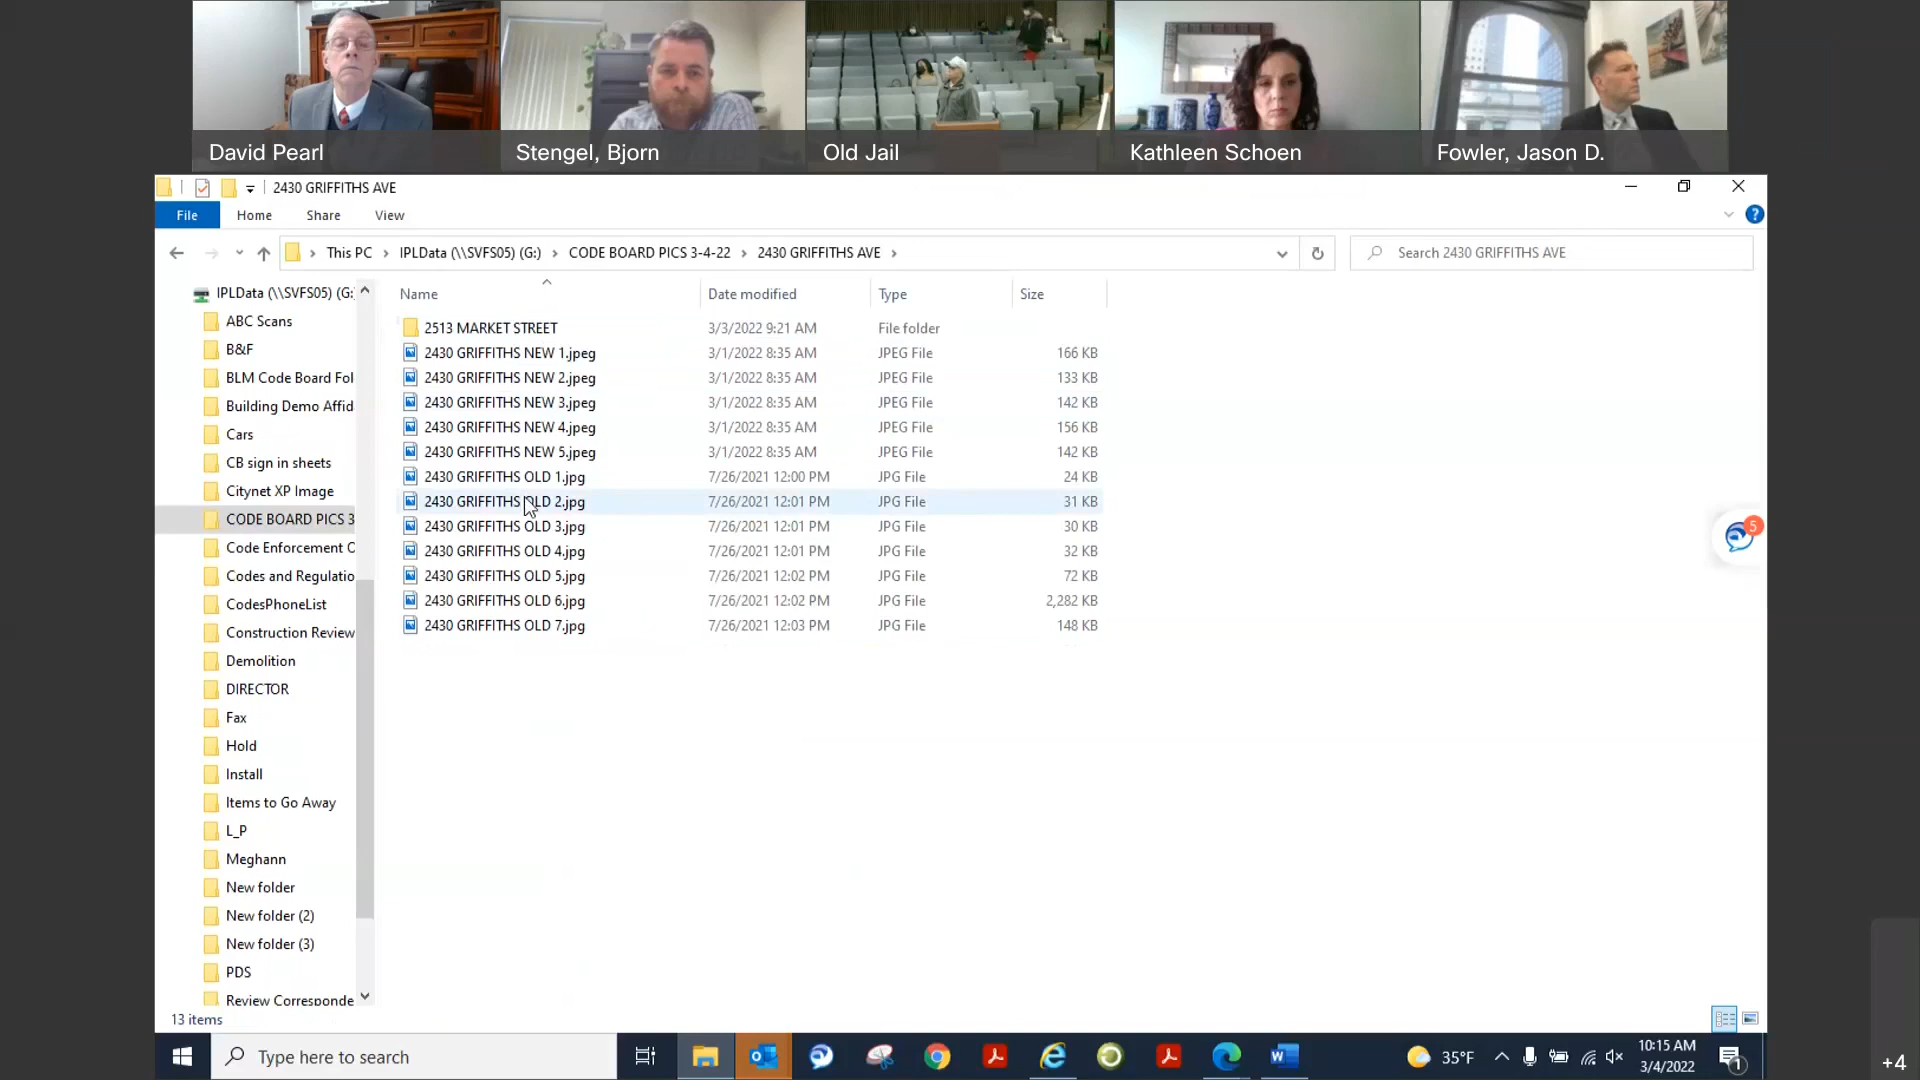 David Pearl
Stengel, Bjorn
Old Jail
Kathleen Schoen
Fowler, Jason D.
2430 GRIFFITHS AVE
File Home Share View
This PC > IPLData (\\SVFS05) (G:) > CODE BOARD PICS 3-4-22 > 2430 GRIFFITHS AVE >
Search 2430 GRIFFITHS AVE
IPLData (\\SVFS05) (G:
ABC Scans
B&F
BLM Code Board Fol
Building Demo Affid
Cars
CB sign in sheets
Citynet XP Image
CODE BOARD PICS 3
Code Enforcement C
Codes and Regulatio
CodesPhoneList
Construction Review
Demolition
DIRECTOR
Fax
Hold
Install
Items to Go Away
L_P
Meghann
New folder
New folder (2)
New folder (3)
PDS
Review Corresponde
Name Date modified Type Size
2513 MARKET STREET 3/3/2022 9:21 AM File folder
2430 GRIFFITHS NEW 1.jpeg 3/1/2022 8:35 AM JPEG File 166 KB
2430 GRIFFITHS NEW 2.jpeg 3/1/2022 8:35 AM JPEG File 133 KB
2430 GRIFFITHS NEW 3.jpeg 3/1/2022 8:35 AM JPEG File 142 KB
2430 GRIFFITHS NEW 4.jpeg 3/1/2022 8:35 AM JPEG File 156 KB
2430 GRIFFITHS NEW 5.jpeg 3/1/2022 8:35 AM JPEG File 142 KB
2430 GRIFFITHS OLD 1.jpg 7/26/2021 12:00 PM JPG File 24 KB
2430 GRIFFITHS OLD 2.jpg 7/26/2021 12:01 PM JPG File 31 KB
2430 GRIFFITHS OLD 3.jpg 7/26/2021 12:01 PM JPG File 30 KB
2430 GRIFFITHS OLD 4.jpg 7/26/2021 12:01 PM JPG File 32 KB
2430 GRIFFITHS OLD 5.jpg 7/26/2021 12:02 PM JPG File 72 KB
2430 GRIFFITHS OLD 6.jpg 7/26/2021 12:02 PM JPG File 2,282 KB
2430 GRIFFITHS OLD 7.jpg 7/26/2021 12:03 PM JPG File 148 KB
5
13 items
Type here to search
35°F
10:15 AM
3/4/2022
1
+4